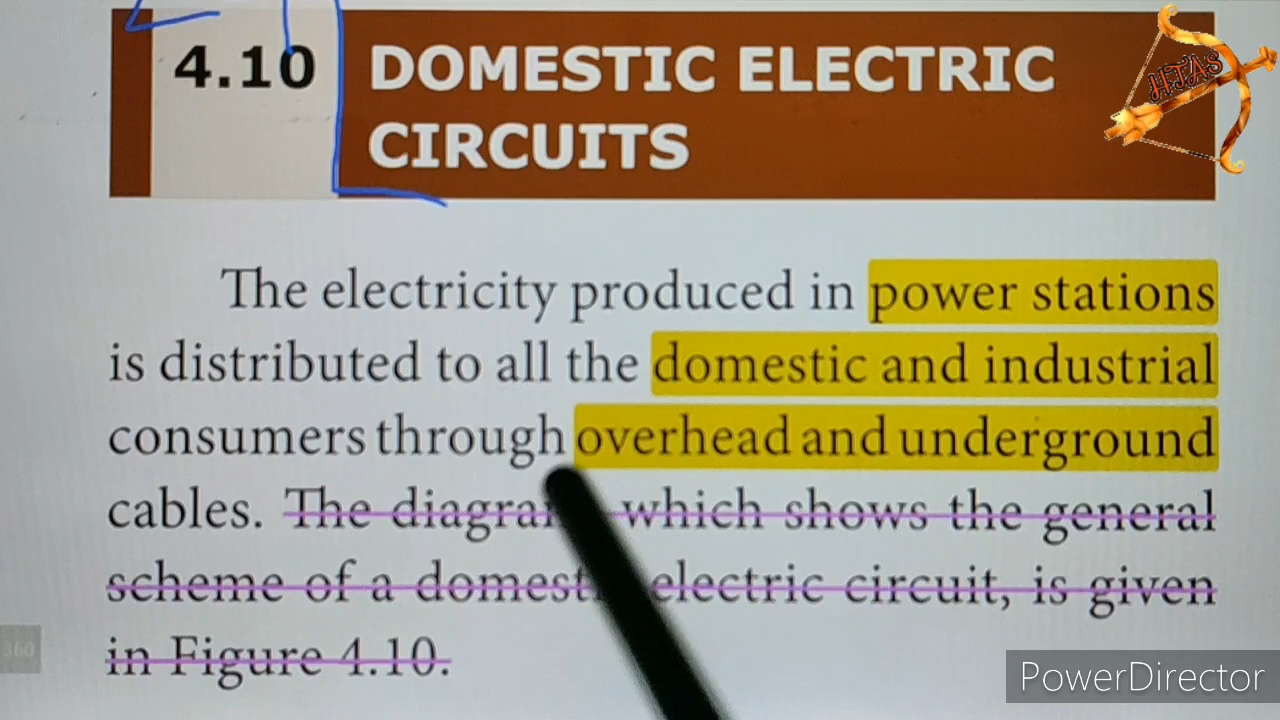 4.10 DOMESTIC ELECTRIC
CIRCUITS
HTAS
The electricity produced in power stations
is distributed to all the domestic and industrial
consumers through overhead and underground
cables. The which shows the general
scheme of a electric circuit, is given
in Figure 4.10.
360
PowerDirector